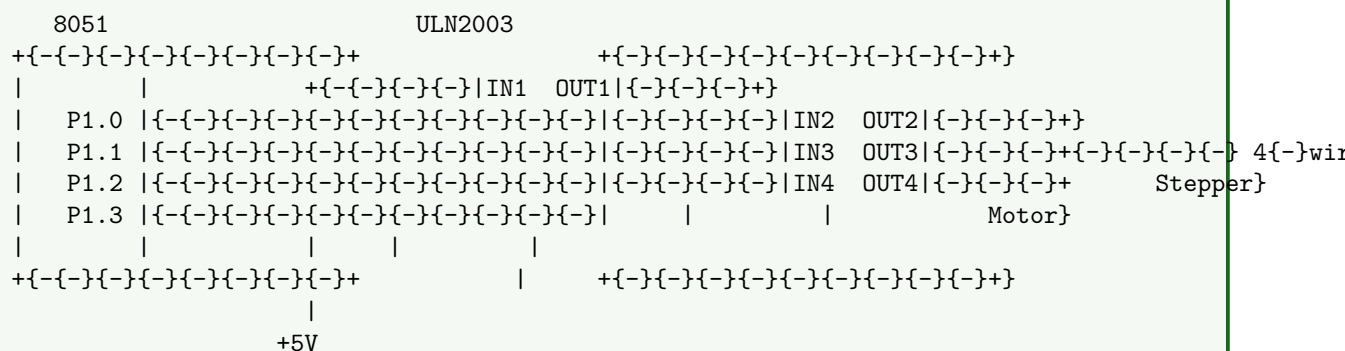 8051 ULN2003
+{-{-}{-}{-}{-}{-}{-}{-}+ +{-}{-}{-}{-}{-}{-}{-}{-}{-}+}
| | +{-{-}{-}{-}|IN1 OUT1|{-}{-}{-}+}
| P1.0 |{-{-}{-}{-}{-}{-}{-}{-}{-}{-}{-}|{-}{-}{-}{-}|IN2 OUT2|{-}{-}{-}+}
| P1.1 |{-{-}{-}{-}{-}{-}{-}{-}{-}{-}{-}|{-}{-}{-}{-}|IN3 OUT3|{-}{-}{-}+{-}{-}{-}{-}{-} 4{-}wir
| P1.2 |{-{-}{-}{-}{-}{-}{-}{-}{-}{-}{-}|{-}{-}{-}{-}|IN4 OUT4|{-}{-}{-}+ Stepper}
| P1.3 |{-{-}{-}{-}{-}{-}{-}{-}{-}{-}{-}| | | Motor}
| | | | |
+{-{-}{-}{-}{-}{-}{-}{-}+ | +{-}{-}{-}{-}{-}{-}{-}{-}{-}+}
|
+5V